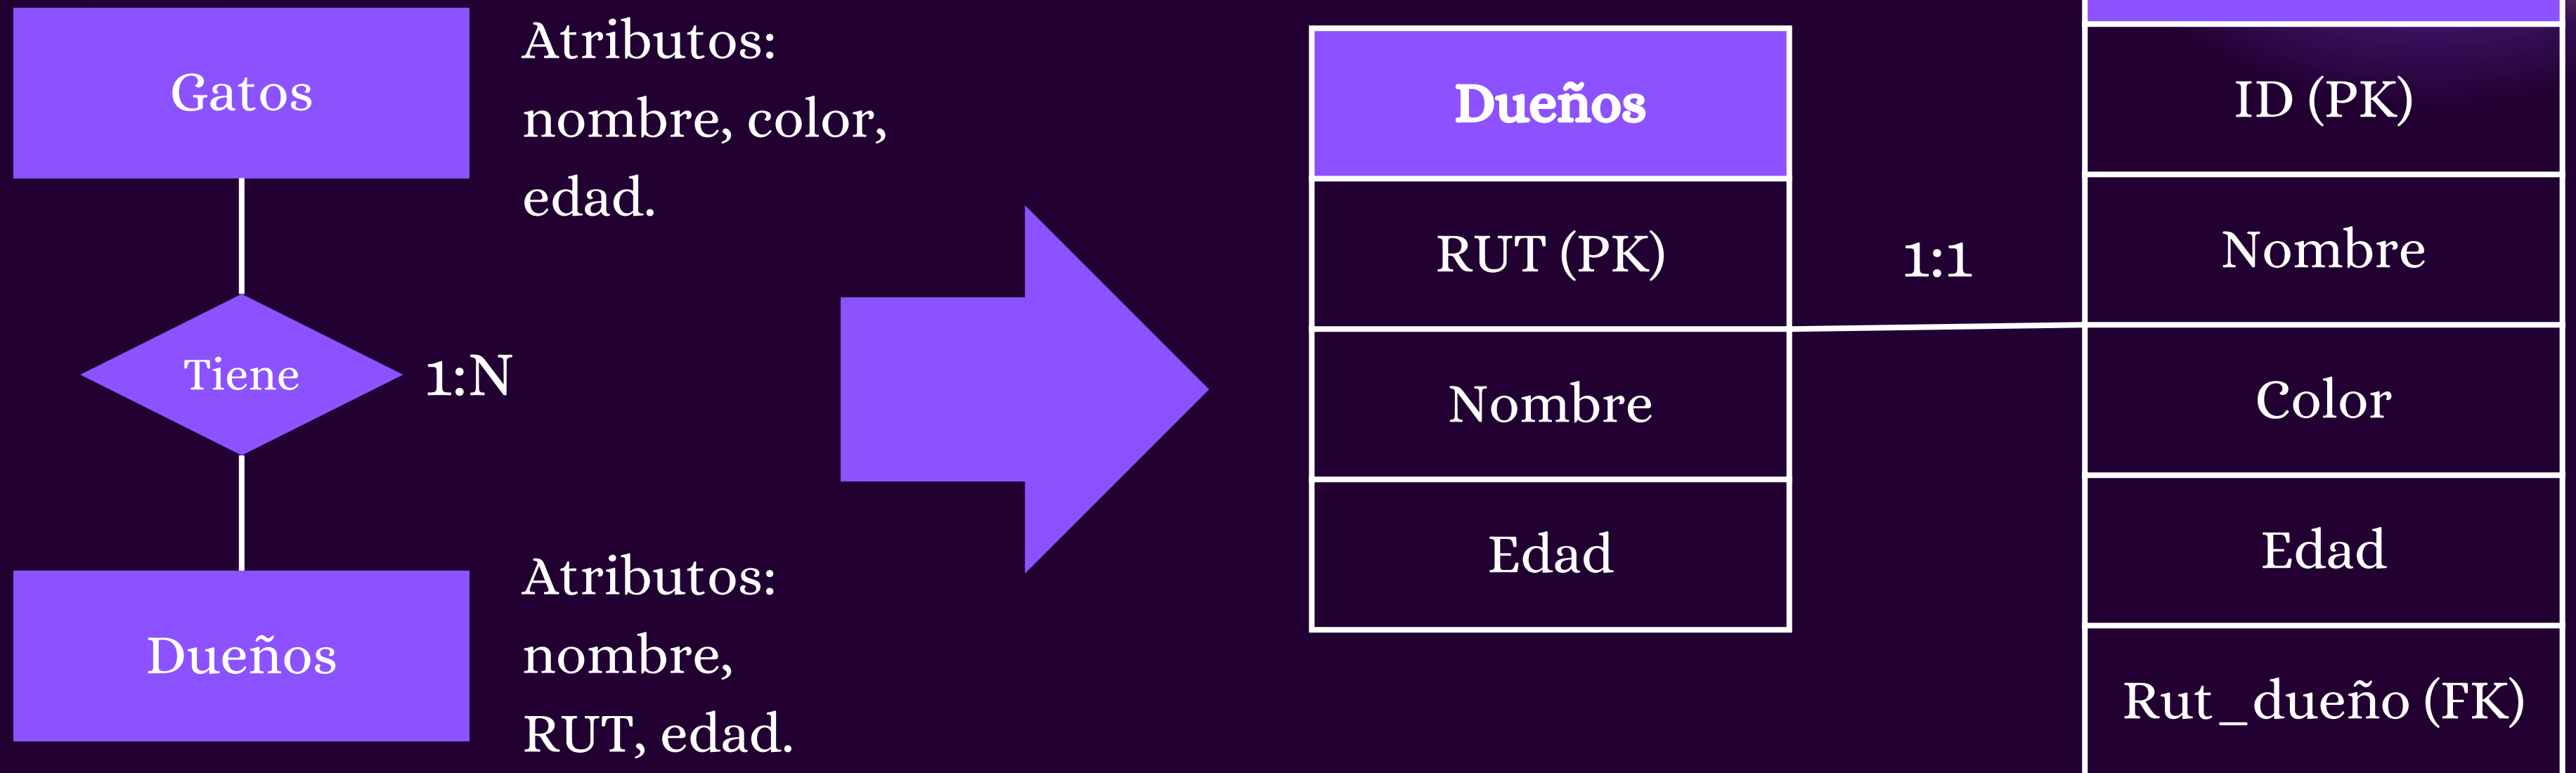 Gatos
Atributos:
nombre, color,
edad.
Tiene
1:N
Dueños
Atributos:
nombre,
RUT, edad.
Dueños
RUT (PK)
Nombre
Edad
1:1
ID (PK)
Nombre
Color
Edad
Rut_dueño (FK)